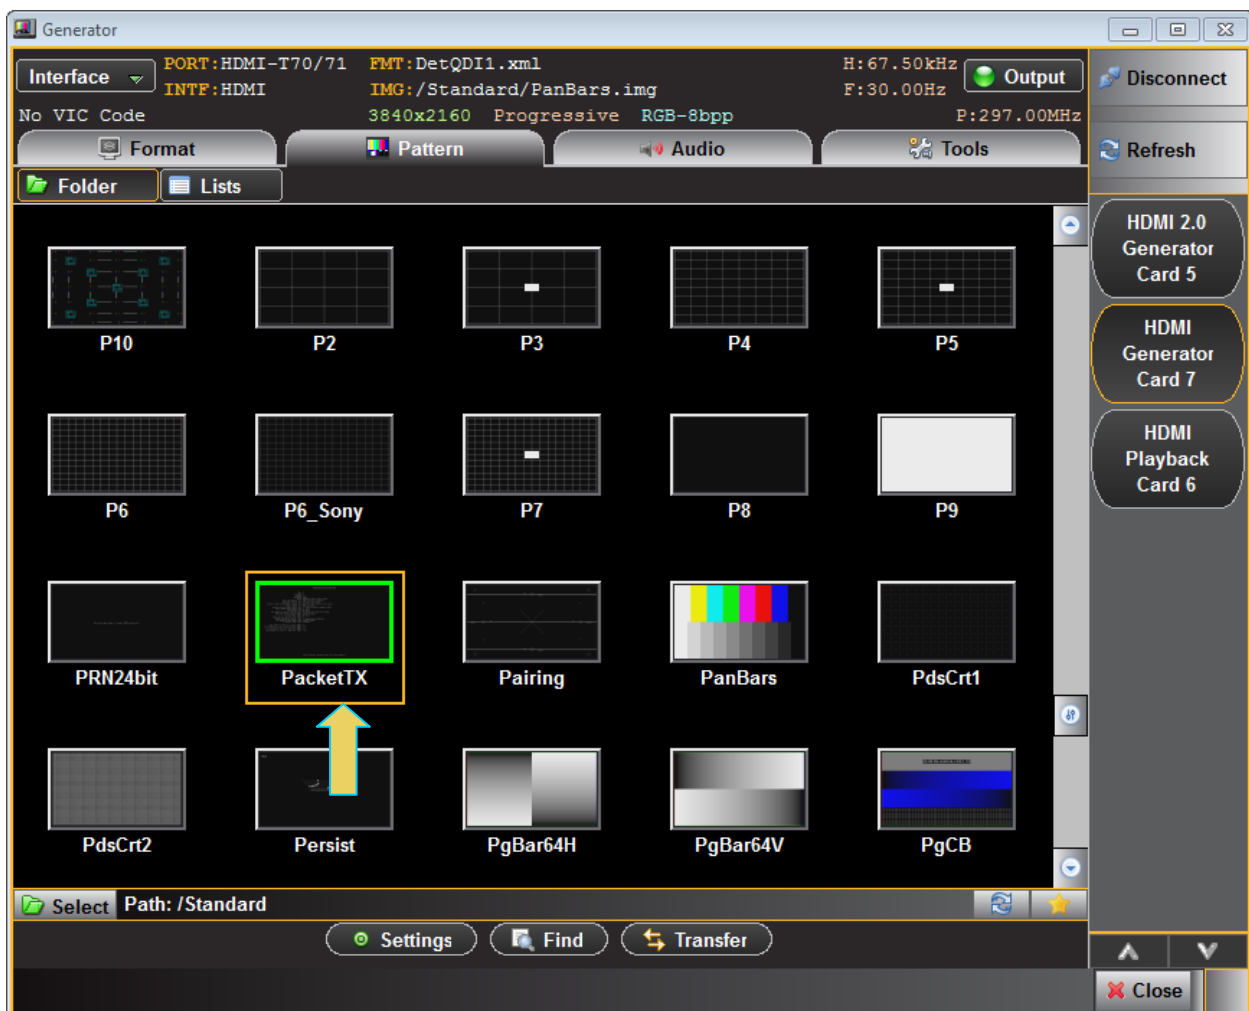 Generator
Interface PORT:HDMI-T70/71 FMT:DetQDI1.xml H:67.50kHz Output Disconnect
INTF:HDMI IMG:/Standard/PanBars.img F:30.00Hz
No VIC Code 3840x2160 Progressive RGB-8bpp P:297.00MHz
Format Pattern Audio Tools Refresh
Folder Lists
HDMI 2.0
Generator
Card 5
P10 P2 P3 P4 P5
HDMI
Generator
Card 7
HDMI
Playback
Card 6
P6 P6_Sony P7 P8 P9
PRN24bit PacketTX Pairing PanBars PdsCrt1
PdsCrt2 Persist PgBar64H PgBar64V PgCB
Select Path: /Standard
Settings Find Transfer
Close